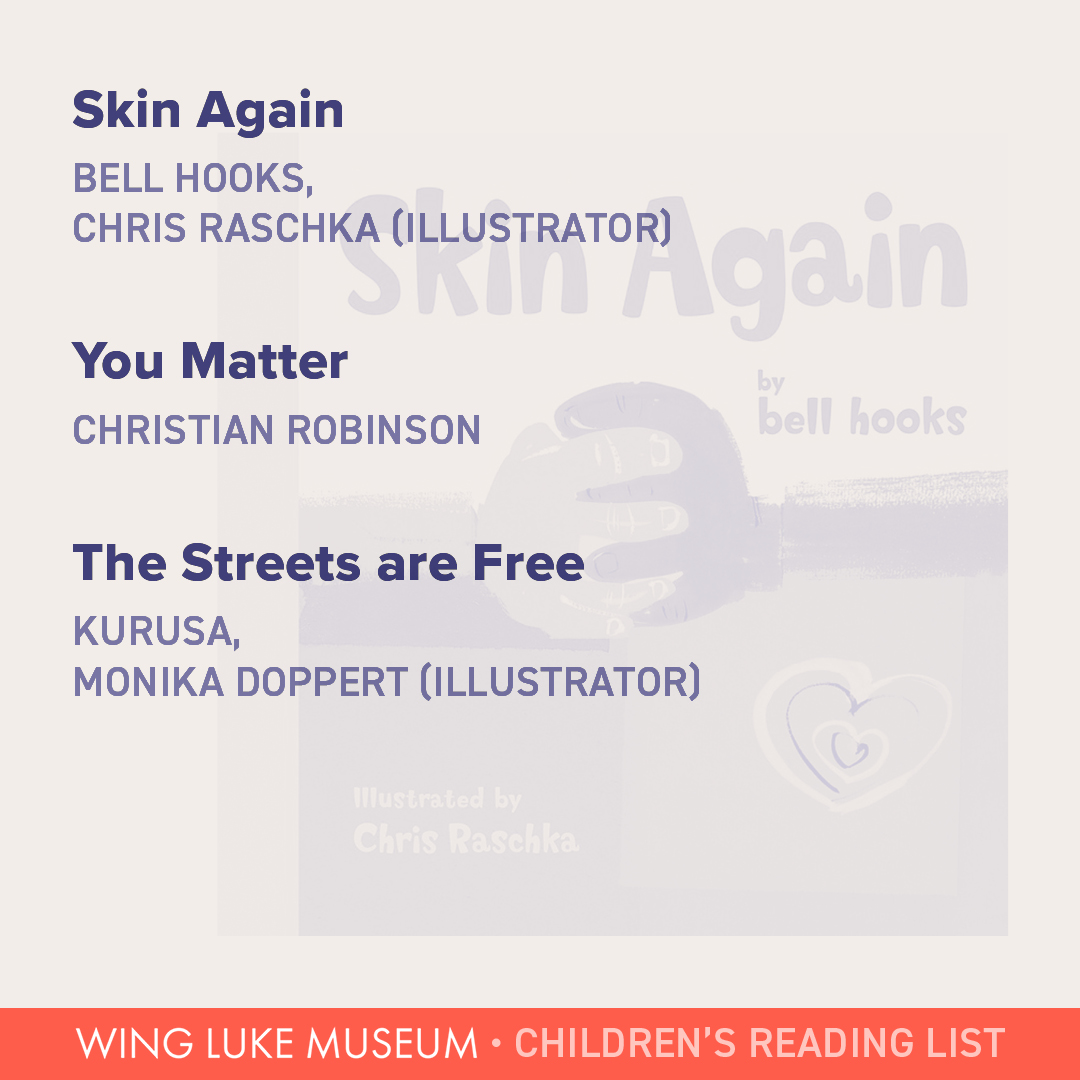 Skin Again
BELL HOOKS,
CHRIS RASCHKA (ILLUSTRATOR)
You Matter
CHRISTIAN ROBINSON
The Streets are Free
KURUSA,
MONIKA DOPPERT (ILLUSTRATOR)
Skin Again
by
bell hooks
Illustrated by
Chris Raschka
WING LUKE MUSEUM • CHILDREN'S READING LIST